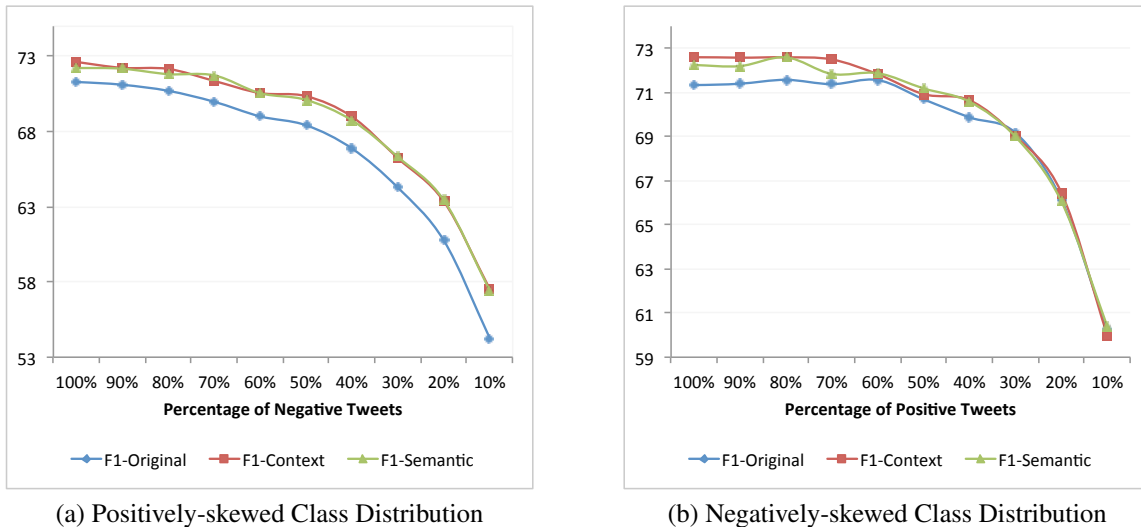 73
68
63
58
53
100% 90% 80% 70% 60% 50% 40% 30% 20% 10%
Percentage of Negative Tweets
F1-Original F1-Context F1-Semantic
(a) Positively-skewed Class Distribution
73
71
69
67
65
63
61
59
100% 90% 80% 70% 60% 50% 40% 30% 20% 10%
Percentage of Positive Tweets
F1-Original F1-Context F1-Semantic
(b) Negatively-skewed Class Distribution